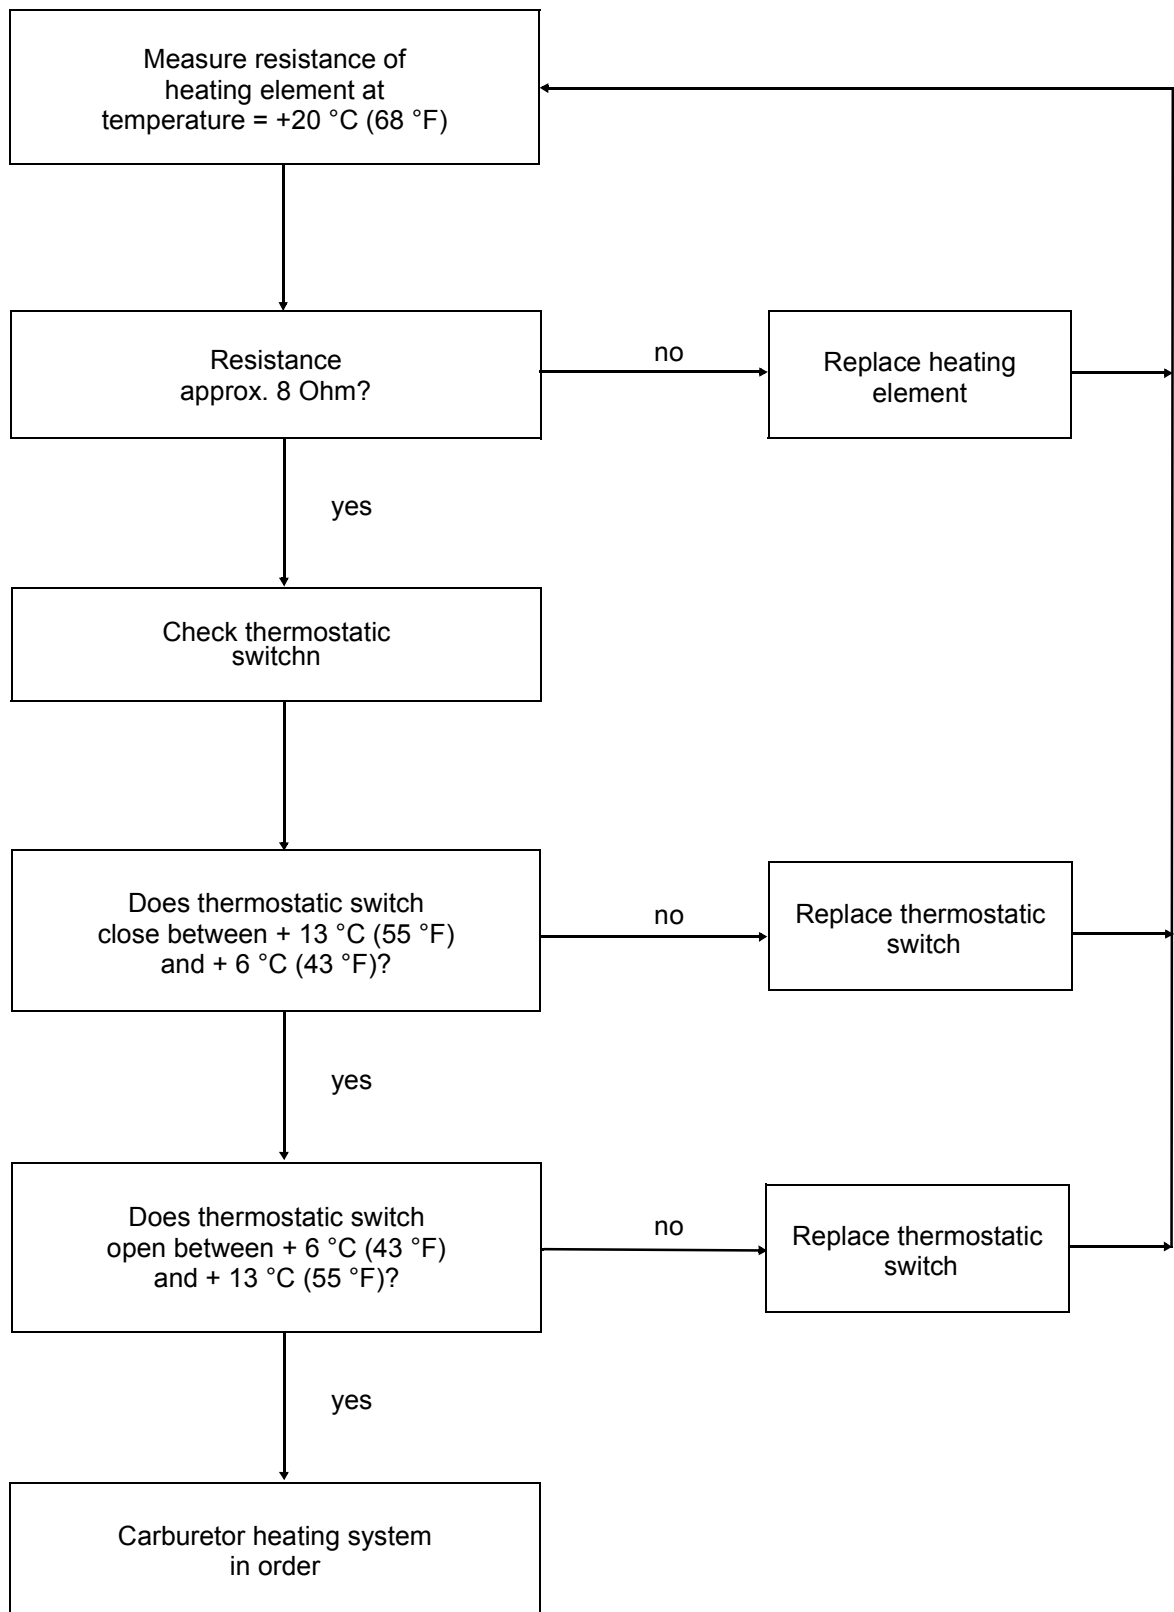 Measure resistance of
heating element at
temperature = +20 °C (68 °F)
Resistance
approx. 8 Ohm?
no
Replace heating
element
yes
Check thermostatic
switchn
Does thermostatic switch
close between + 13 °C (55 °F)
and + 6 °C (43 °F)?
no
Replace thermostatic
switch
yes
Does thermostatic switch
open between + 6 °C (43 °F)
and + 13 °C (55 °F)?
no
Replace thermostatic
switch
yes
Carburetor heating system
in order